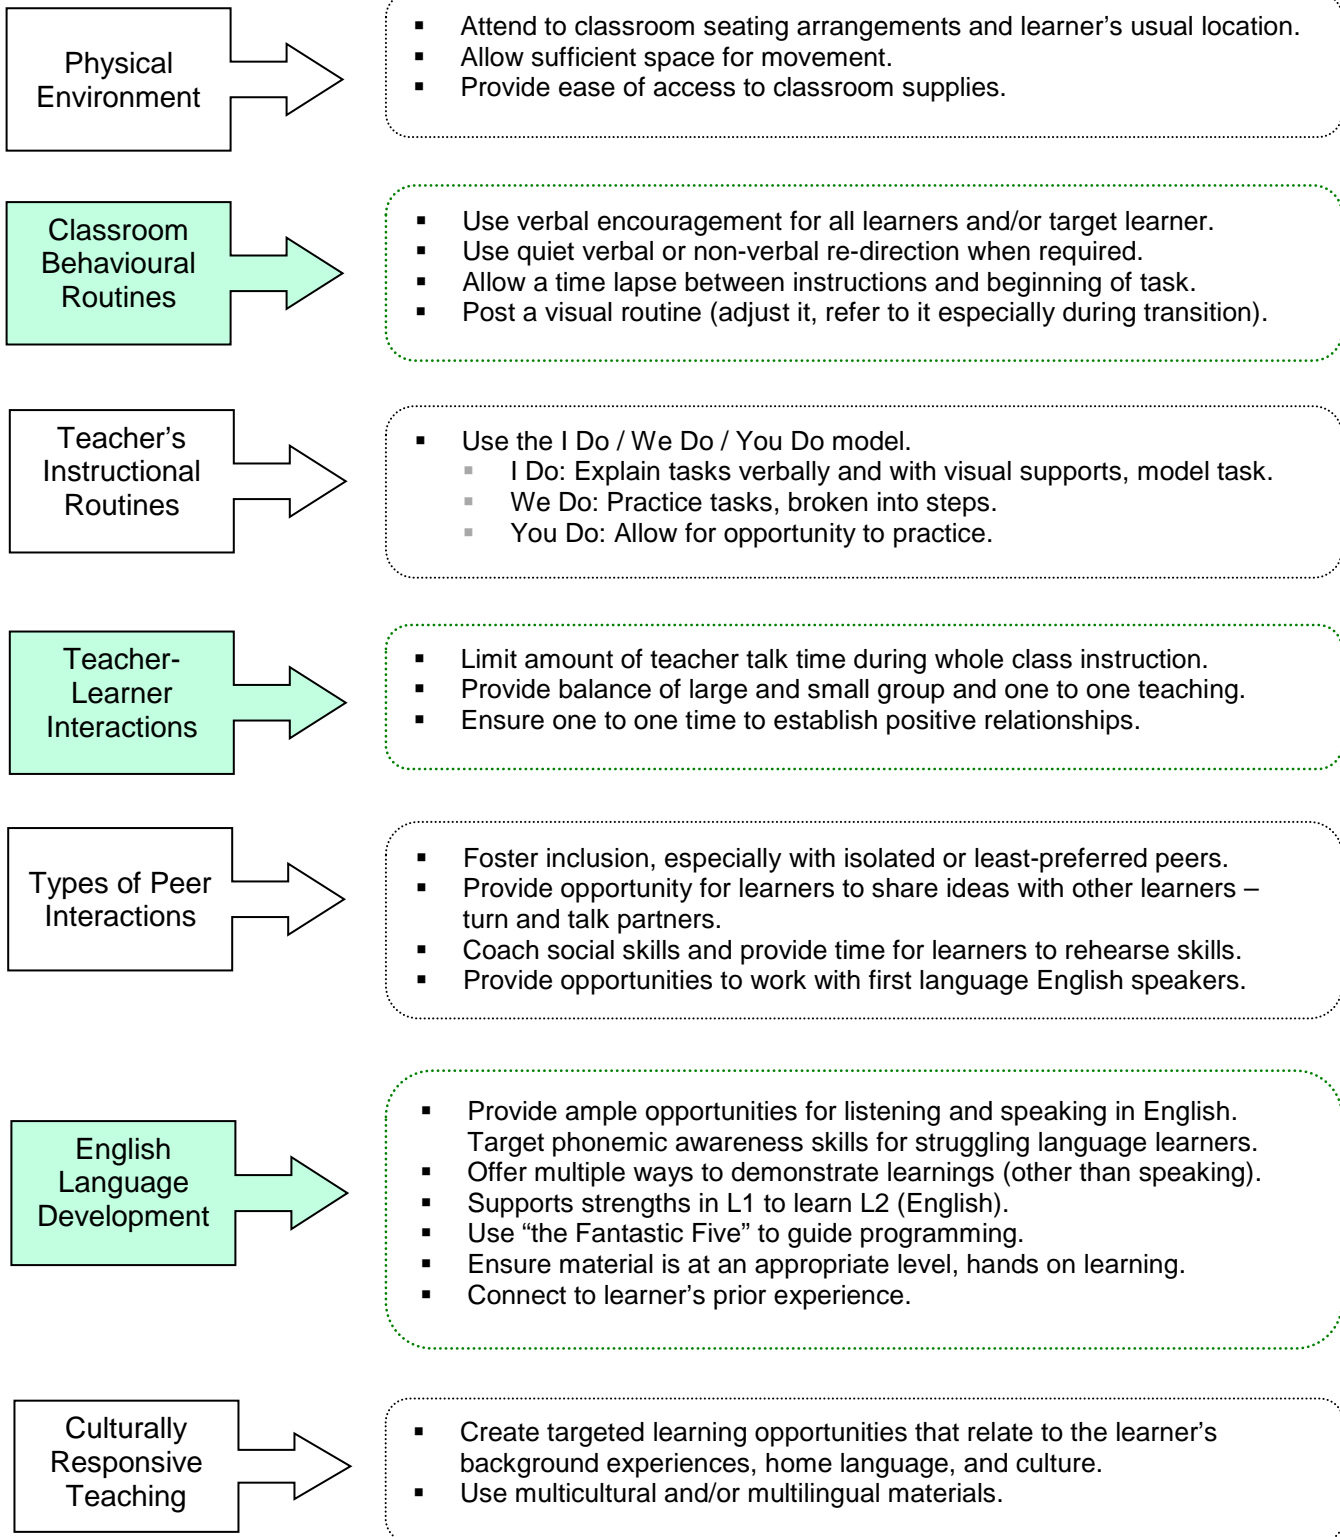 Physical
Environment
▪ Attend to classroom seating arrangements and learner's usual location.
▪ Allow sufficient space for movement.
▪ Provide ease of access to classroom supplies.
Classroom
Behavioural
Routines
▪ Use verbal encouragement for all learners and/or target learner.
▪ Use quiet verbal or non-verbal re-direction when required.
▪ Allow a time lapse between instructions and beginning of task.
▪ Post a visual routine (adjust it, refer to it especially during transition).
Teacher's
Instructional
Routines
▪ Use the I Do / We Do / You Do model.
▪ I Do: Explain tasks verbally and with visual supports, model task.
▪ We Do: Practice tasks, broken into steps.
▪ You Do: Allow for opportunity to practice.
Teacher-
Learner
Interactions
▪ Limit amount of teacher talk time during whole class instruction.
▪ Provide balance of large and small group and one to one teaching.
▪ Ensure one to one time to establish positive relationships.
Types of Peer
Interactions
▪ Foster inclusion, especially with isolated or least-preferred peers.
▪ Provide opportunity for learners to share ideas with other learners –
turn and talk partners.
▪ Coach social skills and provide time for learners to rehearse skills.
▪ Provide opportunities to work with first language English speakers.
English
Language
Development
▪ Provide ample opportunities for listening and speaking in English.
Target phonemic awareness skills for struggling language learners.
▪ Offer multiple ways to demonstrate learnings (other than speaking).
▪ Supports strengths in L1 to learn L2 (English).
▪ Use “the Fantastic Five” to guide programming.
▪ Ensure material is at an appropriate level, hands on learning.
▪ Connect to learner's prior experience.
Culturally
Responsive
Teaching
▪ Create targeted learning opportunities that relate to the learner's
background experiences, home language, and culture.
▪ Use multicultural and/or multilingual materials.